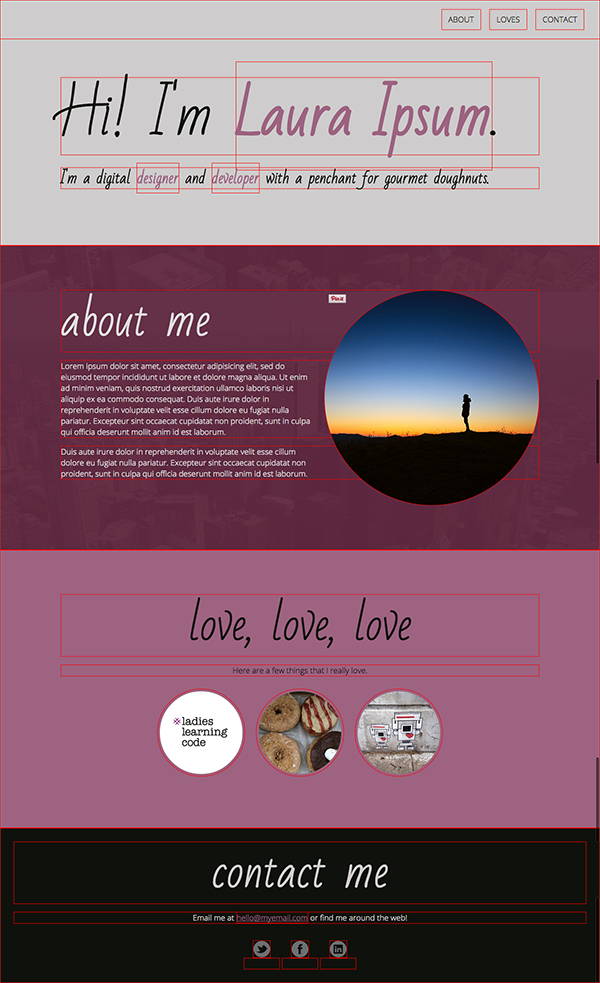 ABOUT LOVES CONTACT
Hi! I'm Laura Ipsum.
I'm a digital designer and developer with a penchant for gourmet doughnuts.
about me
Pin it
Lorem ipsum dolor sit amet, consectetur adipisicing elit, sed do
eiusmod tempor incididunt ut labore et dolore magna aliqua. Ut enim
ad minim veniam, quis nostrud exercitation ullamco laboris nisi ut
aliquip ex ea commodo consequat. Duis aute irure dolor in
reprehenderit in voluptate velit esse cillum dolore eu fugiat nulla
pariatur. Excepteur sint occaecat cupidatat non proident, sunt in culpa
qui officia deserunt mollit est laborum.
Duis aute irure dolor in reprehenderit in voluptate velit esse cillum
dolore eu fugiat nulla pariatur. Excepteur sint occaecat cupidatat non
proident, sunt in culpa qui officia deserunt mollit est laborum.
love, love, love
Here are a few things that I really love.
ladies
learning
code
contact me
Email me at hello@myemail.com or find me around the web!